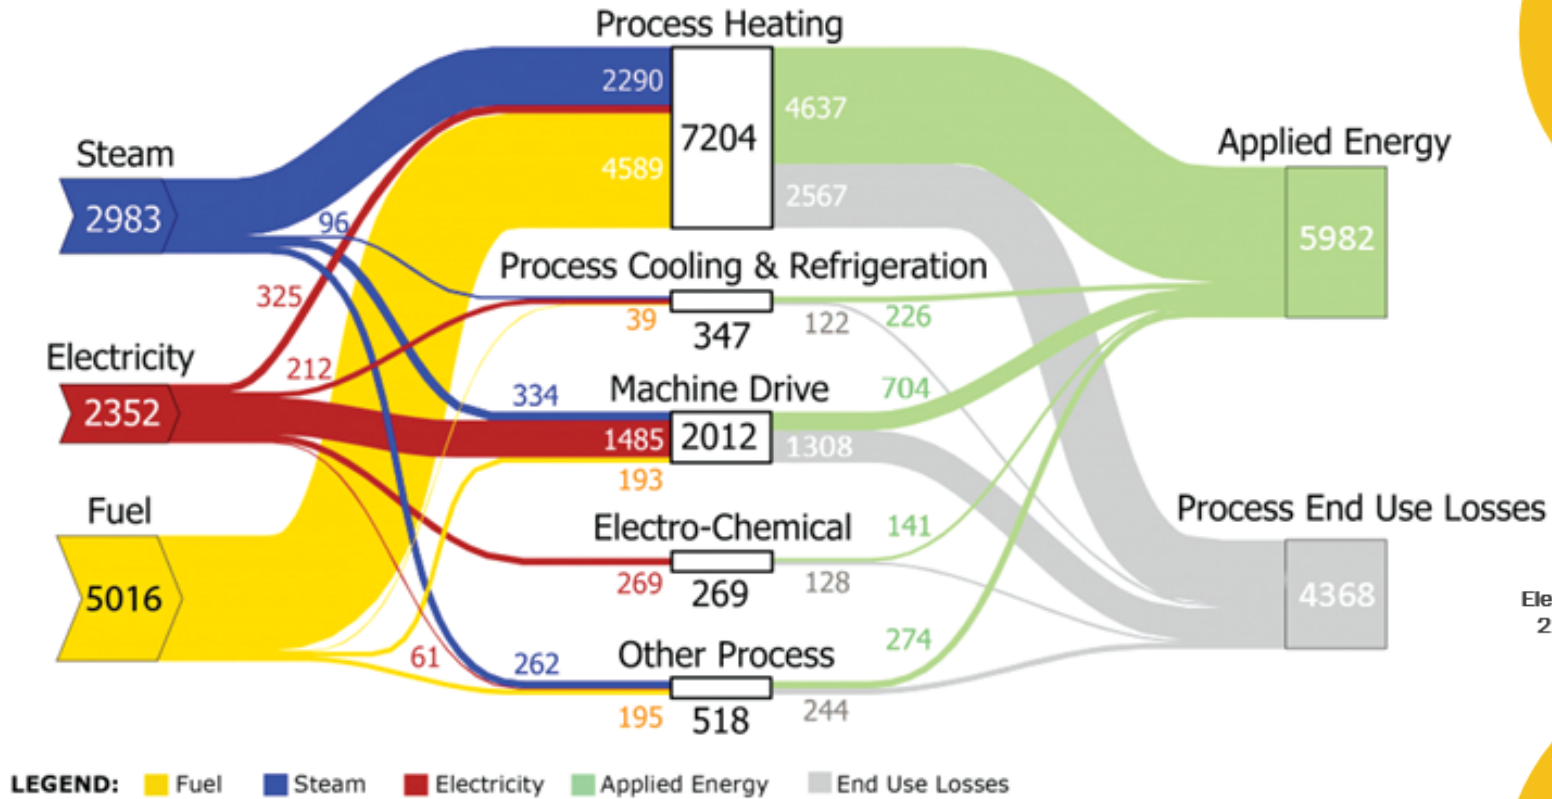 Process Heating
2290
4637
7204
Steam
Applied Energy
4589
2567
2983
96
5982
Process Cooling & Refrigeration
325
39
347
122
226
Electricity
212
Machine Drive
704
334
2352
1485
2012
1308
193
Fuel
Process End Use Losses
Electro-Chemical
141
269
269
128
5016
4368
Ele
2
274
61
262
Other Process
195
518
244
LEGEND: Fuel Steam Electricity Applied Energy End Use Losses